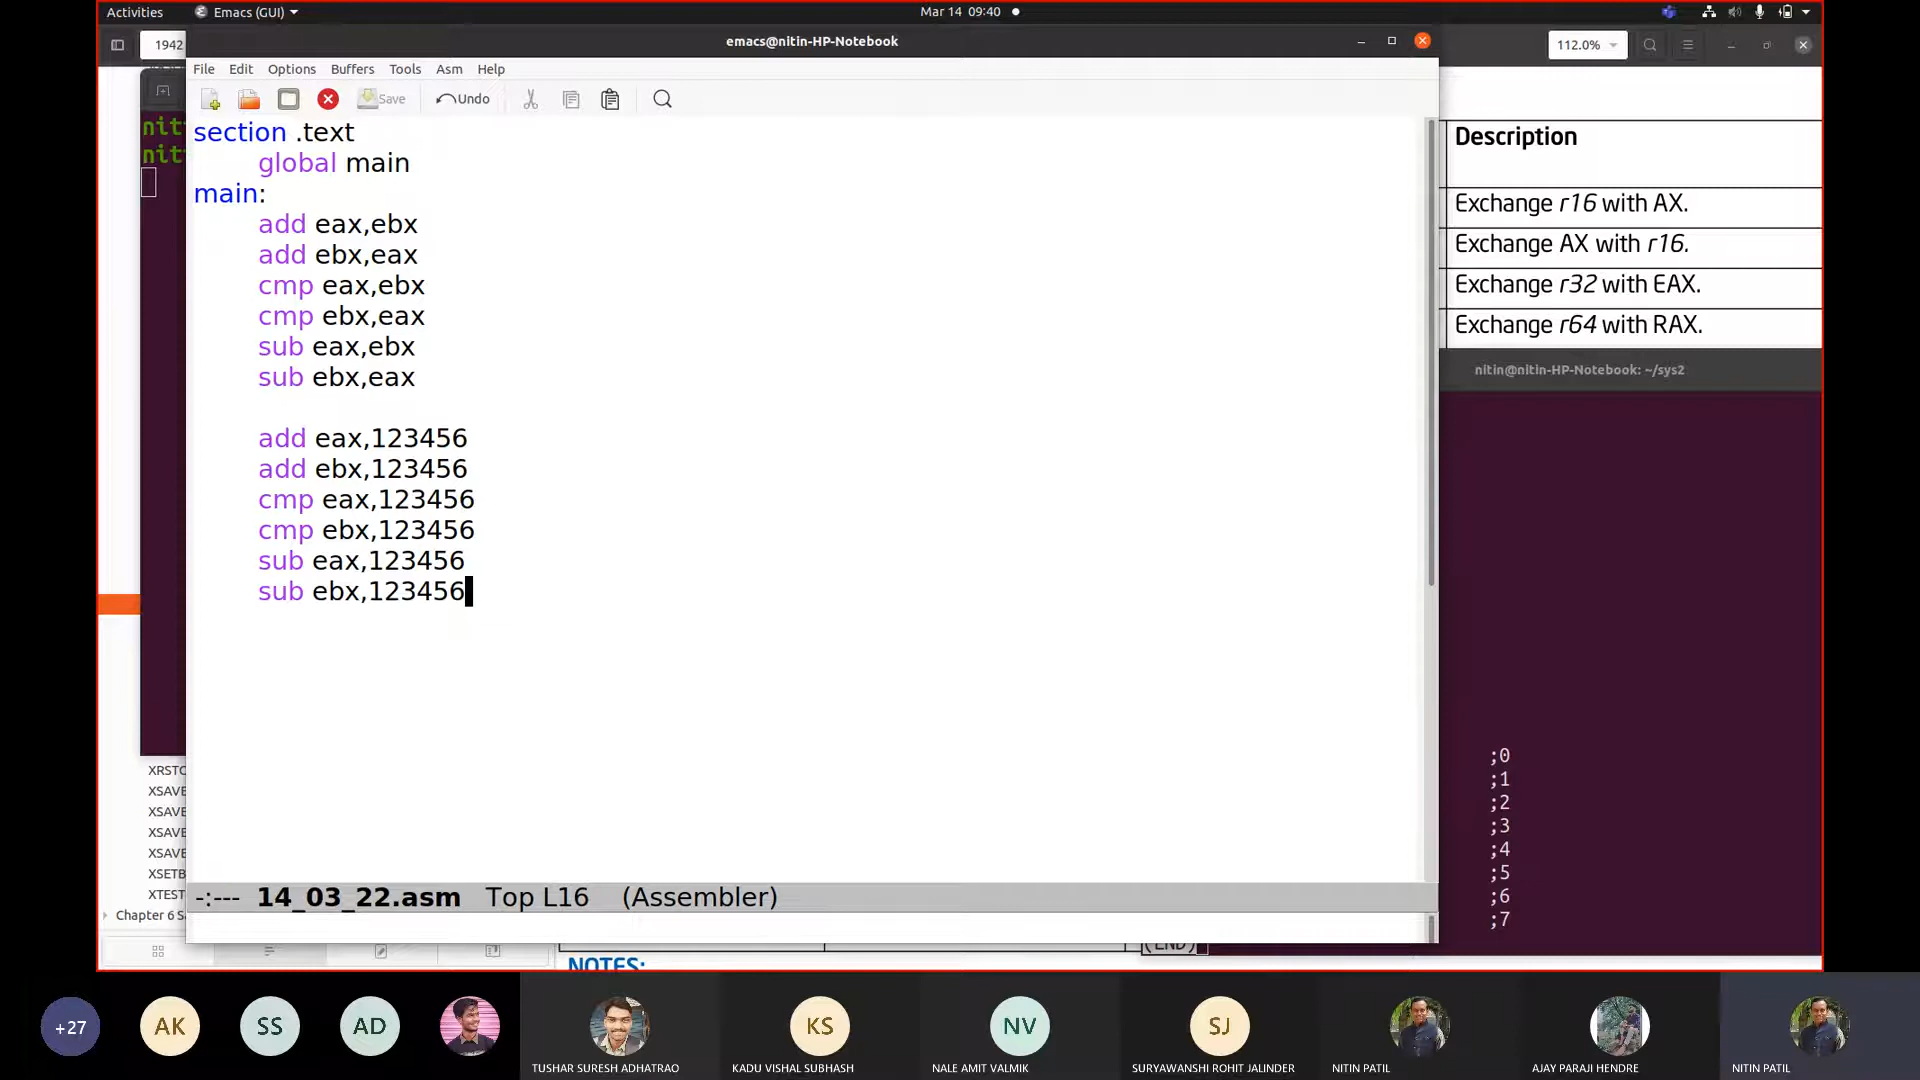 Activities
Emacs (GUI)
Mar 14 09:40
1942
emacs@nitin-HP-Notebook
112.0%
File Edit Options Buffers Tools Asm Help
Save
Undo
section .text
global main
main:
add eax,ebx
add ebx,eax
cmp eax,ebx
cmp ebx,eax
sub eax,ebx
sub ebx,eax
add eax,123456
add ebx,123456
cmp eax,123456
cmp ebx,123456
sub eax,123456
sub ebx,123456
-:--- 14_03_22.asm Top L16 (Assembler)
nit
nit
Description
Exchange r16 with AX.
Exchange AX with r16.
Exchange r32 with EAX.
Exchange r64 with RAX.
nitin@nitin-HP-Notebook: ~/sys2
;0
;1
;2
;3
;4
;5
;6
;7
XRSTO
XSAVE
XSAVE
XSAVE
XSAVE
XSETB
XTEST
Chapter 6 Sa
(END)
NOTES:
+27
AK
SS
AD
KS
NV
SJ
TUSHAR SURESH ADHATRAO
KADU VISHAL SUBHASH
NALE AMIT VALMIK
SURYAWANSHI ROHIT JALINDER
NITIN PATIL
AJAY PARAJI HENDRE
NITIN PATIL